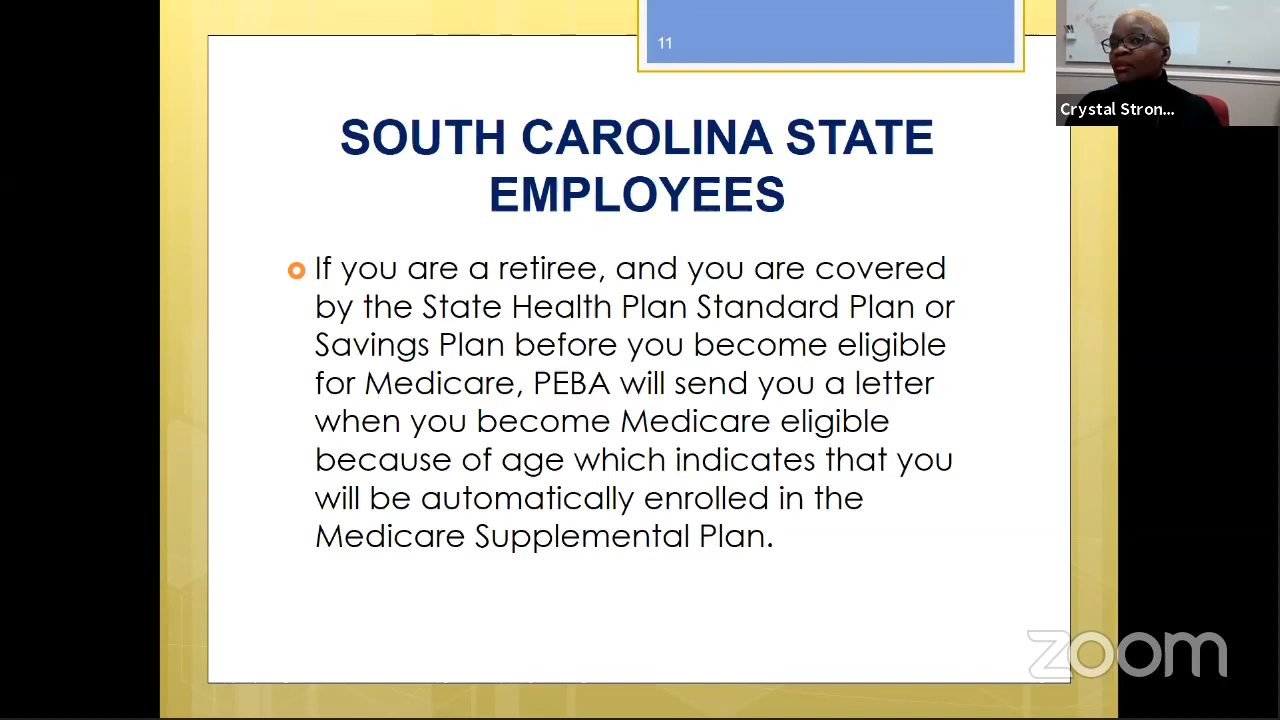 11
Crystal Stron...
SOUTH CAROLINA STATE
EMPLOYEES
If you are a retiree, and you are covered
by the State Health Plan Standard Plan or
Savings Plan before you become eligible
for Medicare, PEBA will send you a letter
when you become Medicare eligible
because of age which indicates that you
will be automatically enrolled in the
Medicare Supplemental Plan.
zoom